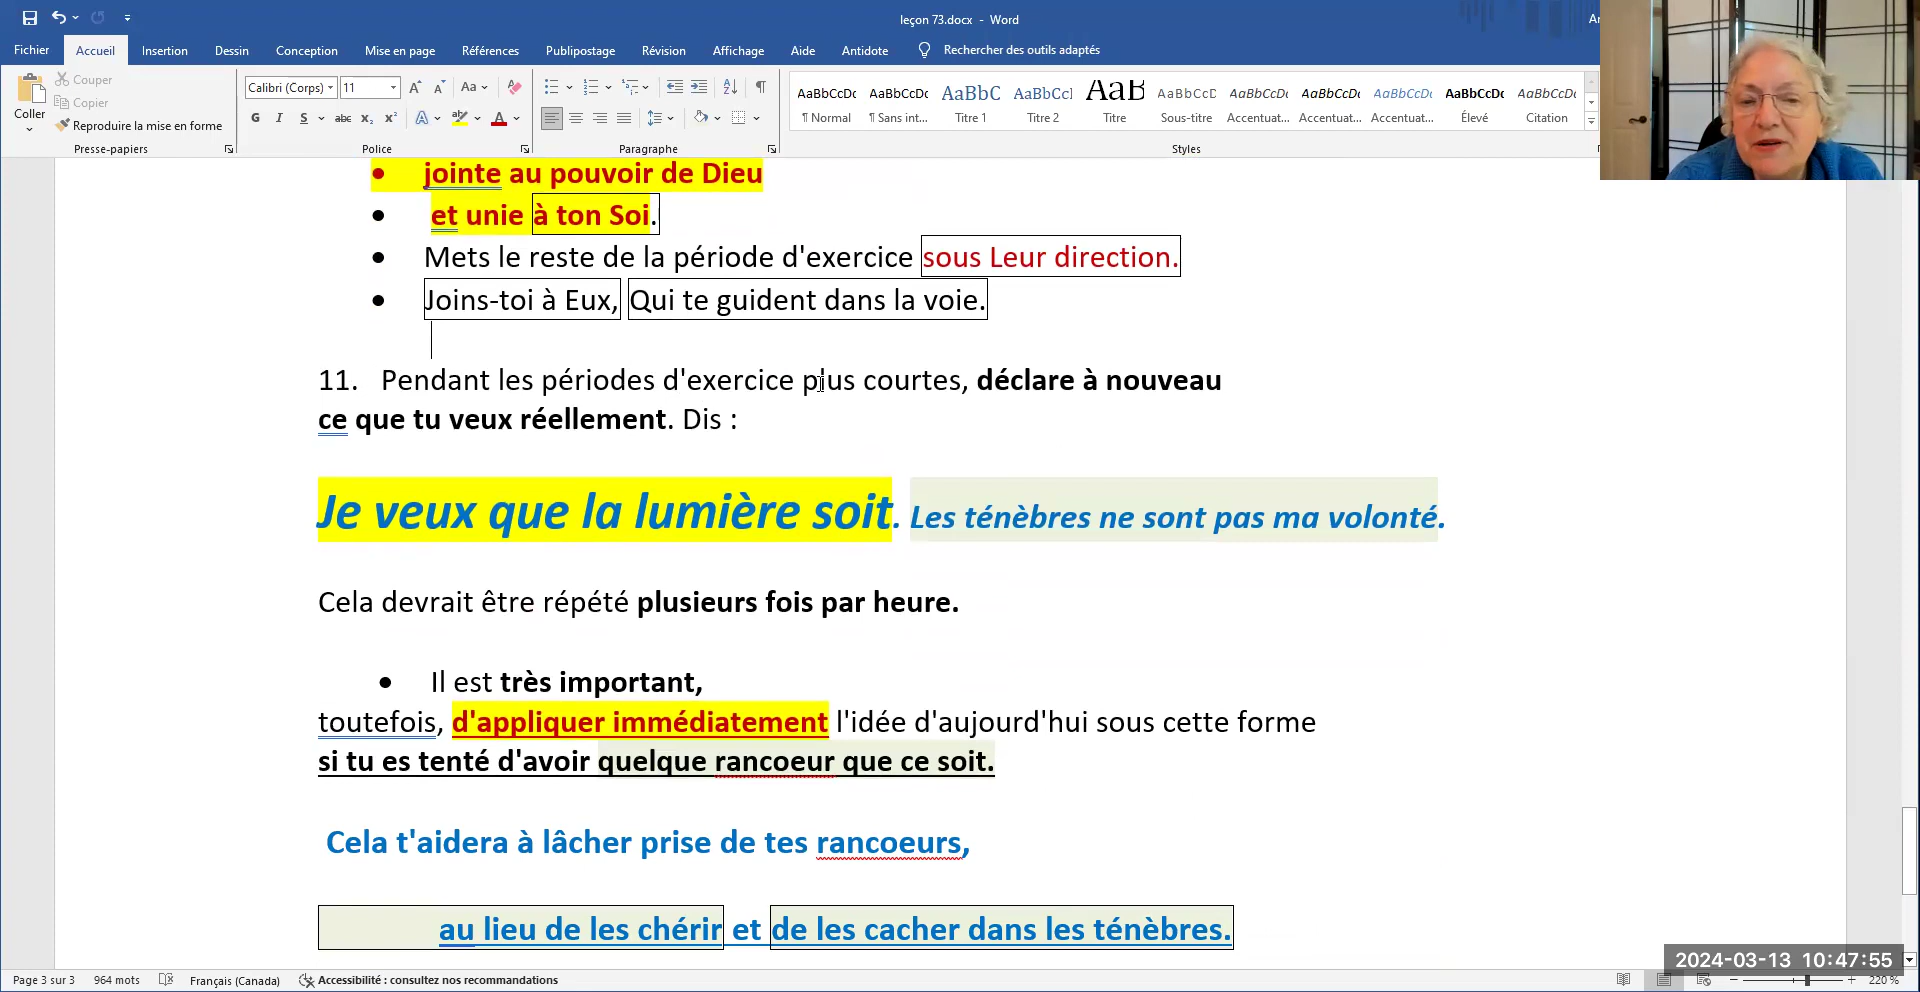 leçon 73.docx - Word
Fichier Accueil Insertion Dessin Conception Mise en page Références Publipostage Révision Affichage Aide Antidote Rechercher des outils adaptés
Coller
Couper
Copier
Reproduire la mise en forme
Presse-papiers
Calibri (Corps) 11
G I S abc x₂ x²
Police
Paragraphe
AaBbCcDc AaBbCcDc AaBbC AaBbCcI AaB AaBbCcD AaBbCcDc AaBbCcDc AaBbCcDc AaBbCcDc AaBbCcDc
¶ Normal ¶ Sans int... Titre 1 Titre 2 Titre Sous-titre Accentuat... Accentuat... Accentuat... Élevé Citation
Styles
• jointe au pouvoir de Dieu
• et unie à ton Soi.
• Mets le reste de la période d'exercice sous Leur direction.
• Joins-toi à Eux, Qui te guident dans la voie.
11. Pendant les périodes d'exercice plus courtes, déclare à nouveau
ce que tu veux réellement. Dis :
Je veux que la lumière soit. Les ténèbres ne sont pas ma volonté.
Cela devrait être répété plusieurs fois par heure.
• Il est très important,
toutefois, d'appliquer immédiatement l'idée d'aujourd'hui sous cette forme
si tu es tenté d'avoir quelque rancoeur que ce soit.
Cela t'aidera à lâcher prise de tes rancoeurs,
au lieu de les chérir et de les cacher dans les ténèbres.
2024-03-13 10:47:55
Page 3 sur 3 964 mots Français (Canada) Accessibilité : consultez nos recommandations 220 %